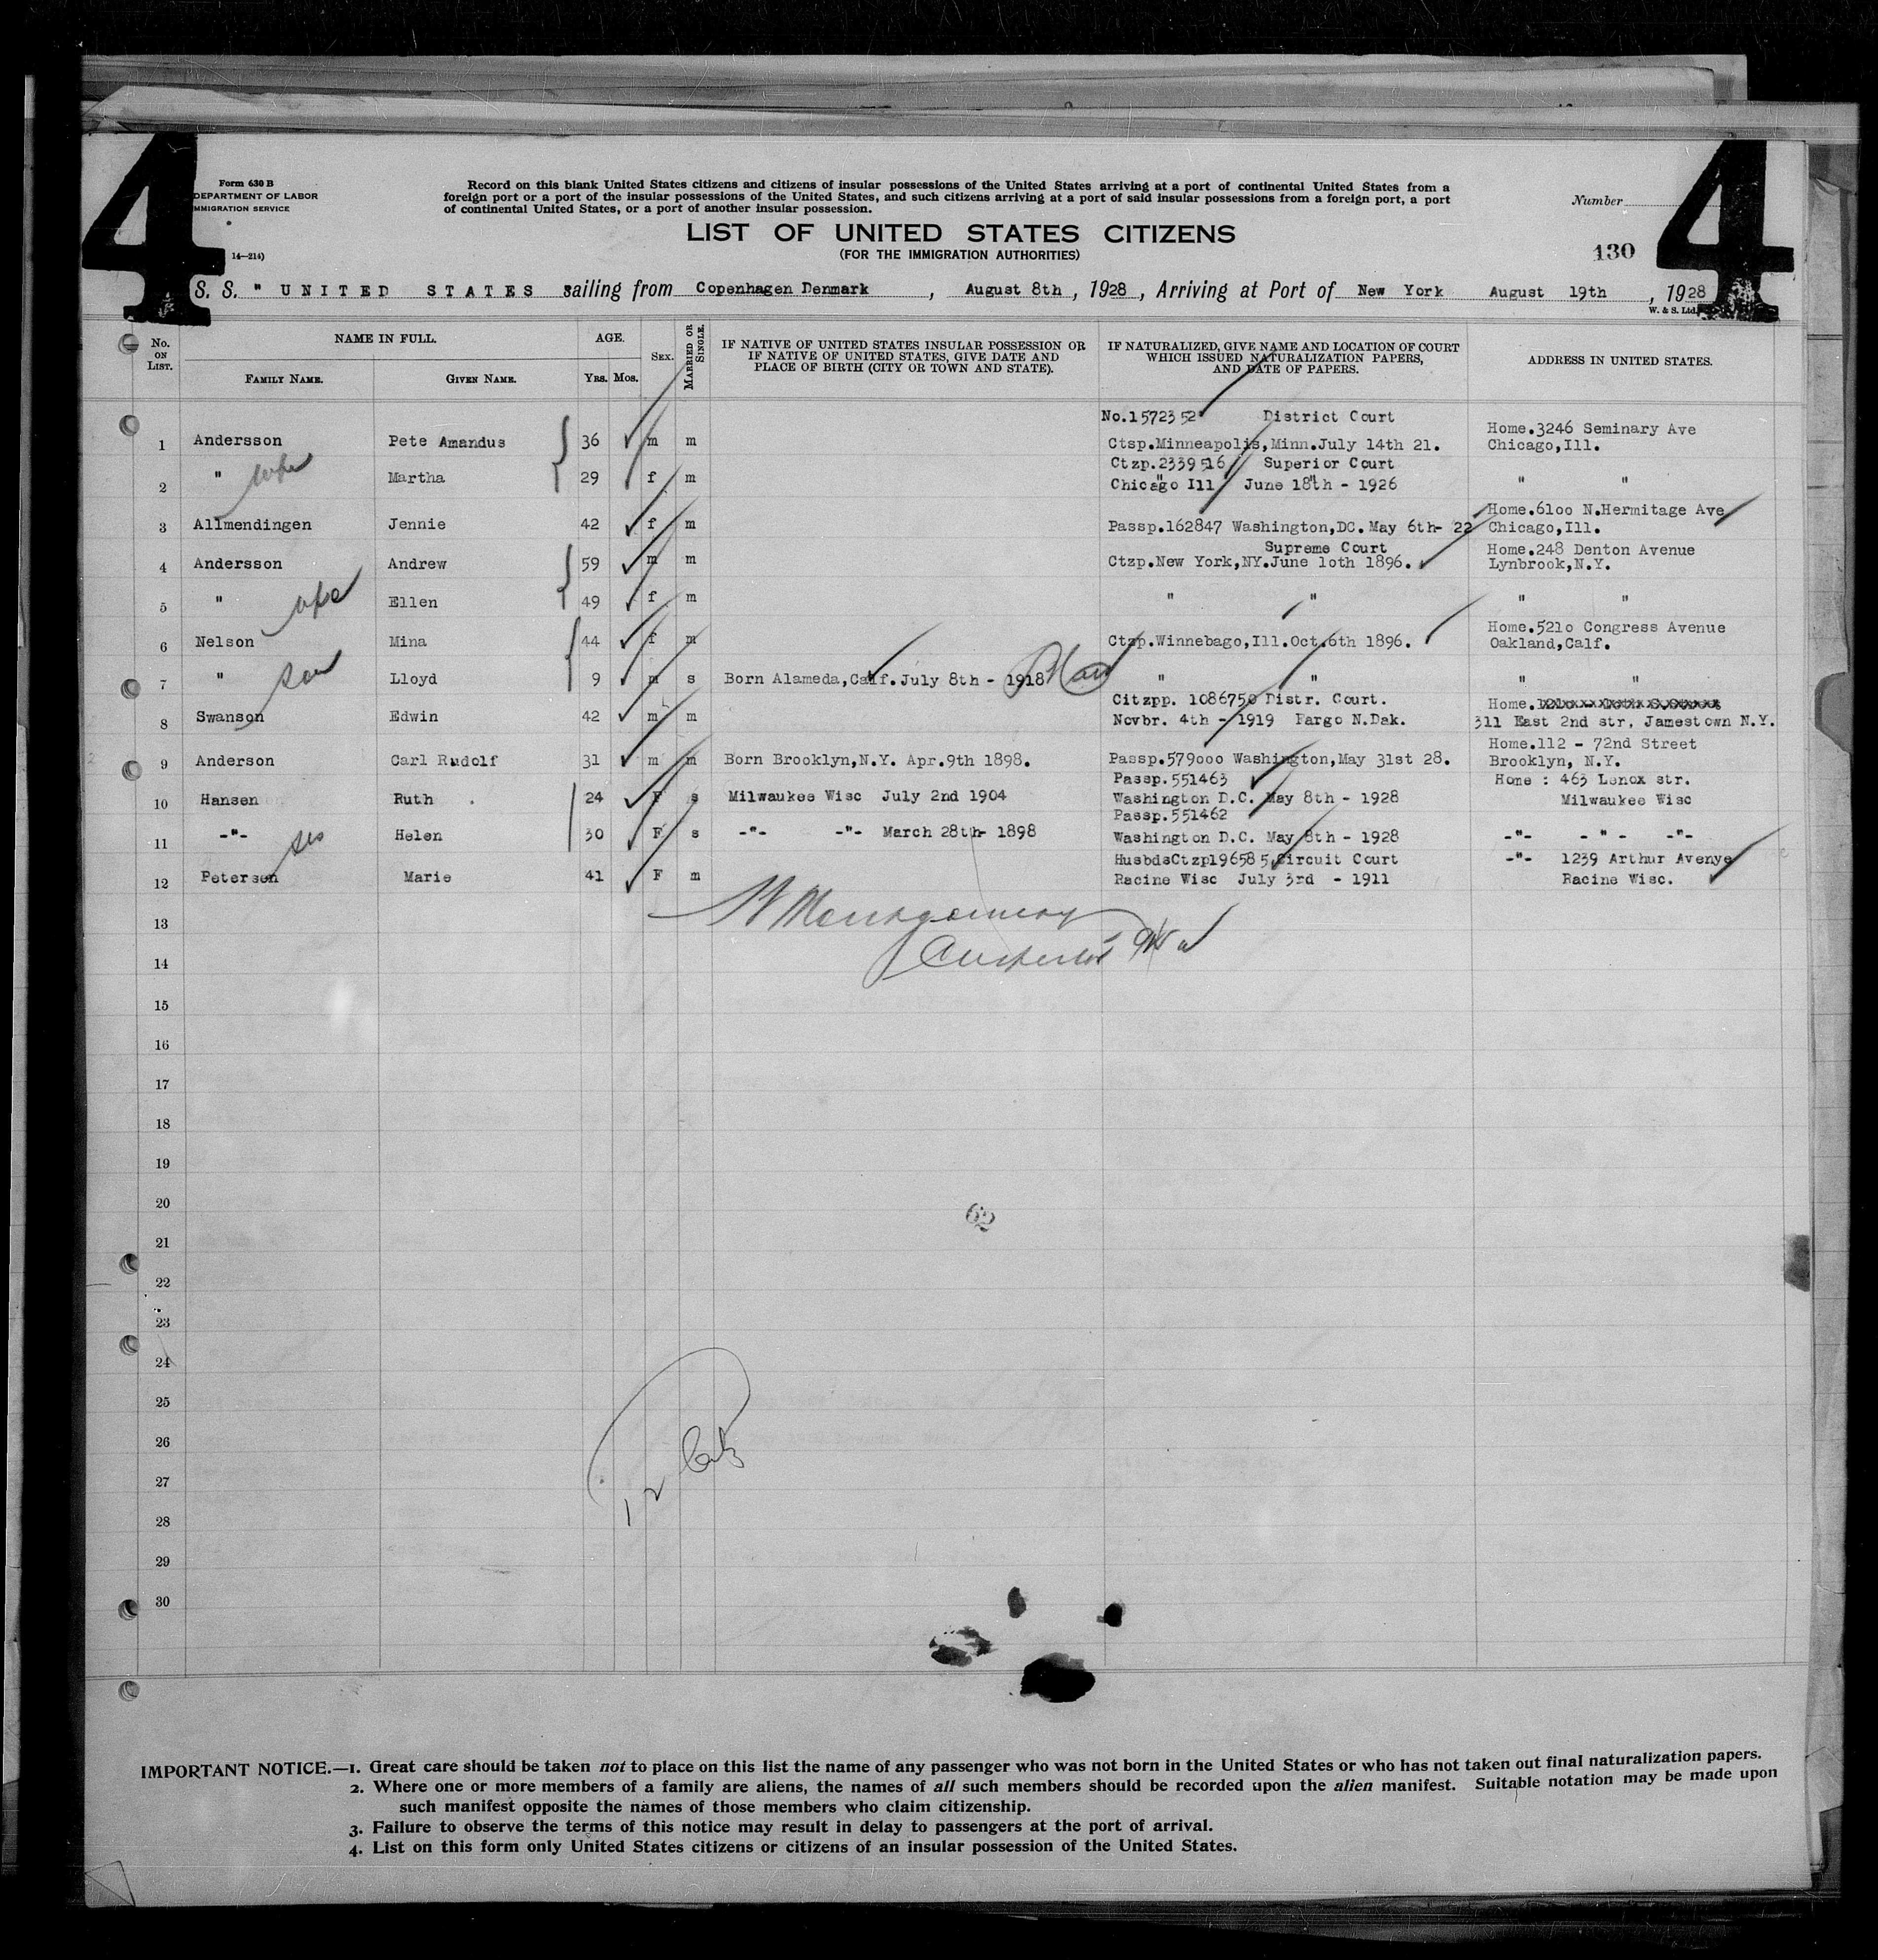 4
4
Form 630 B
DEPARTMENT OF LABOR
IMMIGRATION SERVICE
14—214)
Record on this blank United States citizens and citizens of insular possessions of the United States arriving at a port of continental United States from a
foreign port or a port of the insular possessions of the United States, and such citizens arriving at a port of said insular possessions from a foreign port, a port
of continental United States, or a port of another insular possession.
Number
LIST OF UNITED STATES CITIZENS
(FOR THE IMMIGRATION AUTHORITIES)
130
S. S. " UNITED STATES sailing from Copenhagen Denmark , August 8th , 1928 , Arriving at Port of New York August 19th , 1928
W. & S. Ltd.
No. ON LIST. NAME IN FULL. FAMILY NAME. GIVEN NAME. AGE. YRS. MOS. SEX. MARRIED OR SINGLE. IF NATIVE OF UNITED STATES INSULAR POSSESSION OR IF NATIVE OF UNITED STATES, GIVE DATE AND PLACE OF BIRTH (CITY OR TOWN AND STATE). IF NATURALIZED, GIVE NAME AND LOCATION OF COURT WHICH ISSUED NATURALIZATION PAPERS, AND DATE OF PAPERS. ADDRESS IN UNITED STATES.
No.1572352 District Court
Home.3246 Seminary Ave
1 Andersson Pete Amandus 36 m m Ctsp.Minneapolis,Minn.July 14th 21. Chicago,Ill.
Ctzp.2339516 Superior Court
2 " wife Martha 29 f m Chicago Ill June 18th - 1926 " "
Home.61oo N.Hermitage Ave
3 Allmendingen Jennie 42 f m Passp.162847 Washington,DC. May 6th- 22 Chicago,Ill.
Supreme Court Home.248 Denton Avenue
4 Andersson Andrew 59 m m Ctzp.New York,NY.June 1oth 1896. Lynbrook,N.Y.
5 " wife Ellen 49 f m " " " "
Home.521o Congress Avenue
6 Nelson Mina 44 f m Ctzp.Winnebago,Ill.Oct.6th 1896. Oakland,Calf.
7 " son Lloyd 9 m s Born Alameda,Calf.July 8th - 1918 " " " "
Citzpp. 1086750 Distr. Court. Home.
8 Swanson Edwin 42 m m Novbr. 4th - 1919 Fargo N.Dak. 311 East 2nd str, Jamestown N.Y.
Home.112 - 72nd Street
9 Anderson Carl Rudolf 31 m m Born Brooklyn,N.Y. Apr.9th 1898. Passp.579ooo Washington,May 31st 28. Brooklyn, N.Y.
Passp.551463 Home : 463 Lenox str.
10 Hansen Ruth 24 F s Milwaukee Wisc July 2nd 1904 Washington D.C. May 8th - 1928 Milwaukee Wisc
Passp.551462
11 -"- sis Helen 30 F s -"- -"- March 28th- 1898 Washington D.C. May 8th - 1928 -"- - " - -"-
HusbdsCtzp196585,Circuit Court -"- 1239 Arthur Avenye
12 Petersen Marie 41 F m Racine Wisc July 3rd - 1911 Racine Wisc.
13
W Montgomery
14
15
16
17
18
19
20
62
21
22
23
24
25
26
27
12
28
29
30
IMPORTANT NOTICE.—1. Great care should be taken not to place on this list the name of any passenger who was not born in the United States or who has not taken out final naturalization papers.
2. Where one or more members of a family are aliens, the names of all such members should be recorded upon the alien manifest. Suitable notation may be made upon
such manifest opposite the names of those members who claim citizenship.
3. Failure to observe the terms of this notice may result in delay to passengers at the port of arrival.
4. List on this form only United States citizens or citizens of an insular possession of the United States.